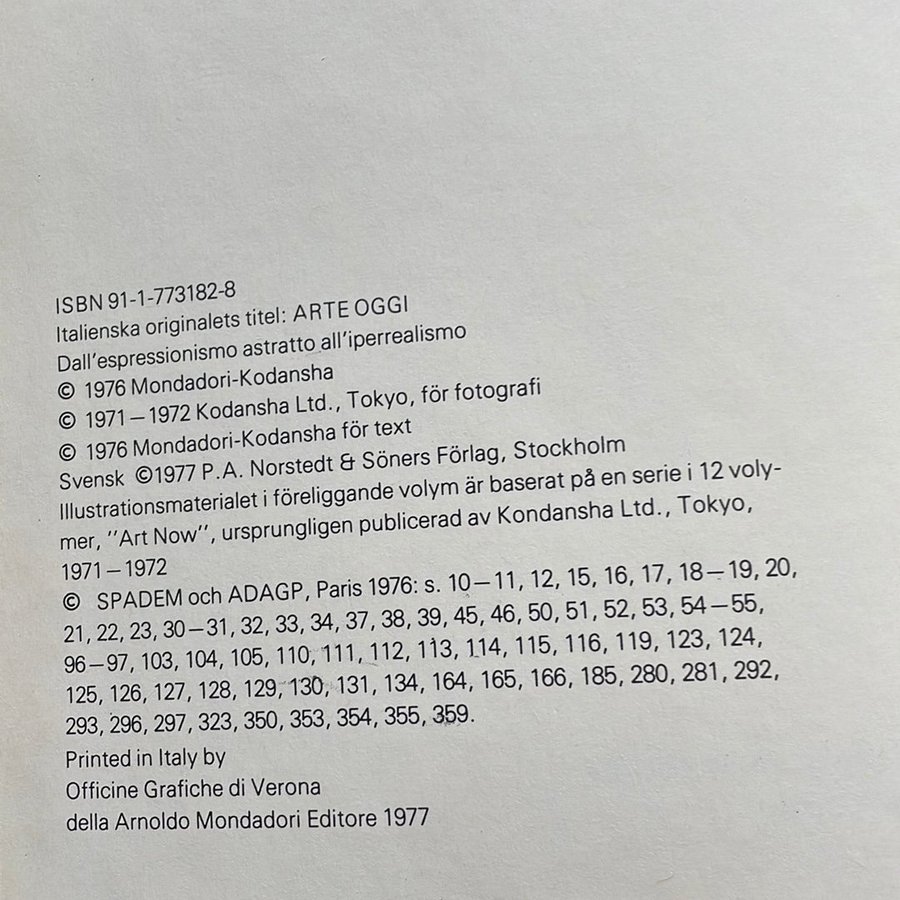 ISBN 91-1-773182-8
Italienska originalets titel: ARTE OGGI
Dall'espressionismo astratto all'iperrealismo
© 1976 Mondadori-Kodansha
© 1971–1972 Kodansha Ltd., Tokyo, för fotografi
© 1976 Mondadori-Kodansha för text
Svensk ©1977 P.A. Norstedt & Söners Förlag, Stockholm
Illustrationsmaterialet i föreliggande volym är baserat på en serie i 12 voly-
mer, ''Art Now'', ursprungligen publicerad av Kondansha Ltd., Tokyo,
1971–1972
© SPADEM och ADAGP, Paris 1976: s. 10–11, 12, 15, 16, 17, 18–19, 20,
21, 22, 23, 30–31, 32, 33, 34, 37, 38, 39, 45, 46, 50, 51, 52, 53, 54–55,
96–97, 103, 104, 105, 110, 111, 112, 113, 114, 115, 116, 119, 123, 124,
125, 126, 127, 128, 129, 130, 131, 134, 164, 165, 166, 185, 280, 281, 292,
293, 296, 297, 323, 350, 353, 354, 355, 359.
Printed in Italy by
Officine Grafiche di Verona
della Arnoldo Mondadori Editore 1977